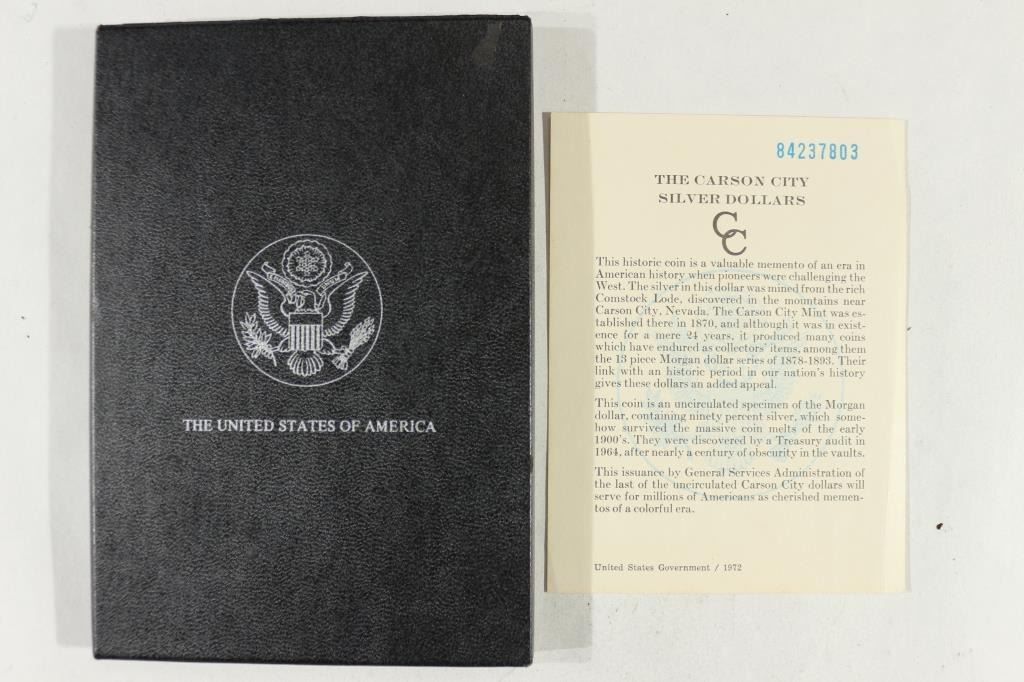 THE UNITED STATES OF AMERICA
84237803
THE CARSON CITY
SILVER DOLLARS
CC
This historic coin is a valuable memento of an era in
American history when pioneers were challenging the
West. The silver in this dollar was mined from the rich
Comstock Lode, discovered in the mountains near
Carson City, Nevada. The Carson City Mint was es-
tablished there in 1870, and although it was in exist-
ence for a mere 24 years, it produced many coins
which have endured as collectors' items, among them
the 13 piece Morgan dollar series of 1878-1893. Their
link with an historic period in our nation's history
gives these dollars an added appeal.
This coin is an uncirculated specimen of the Morgan
dollar, containing ninety percent silver, which some-
how survived the massive coin melts of the early
1900's. They were discovered by a Treasury audit in
1964, after nearly a century of obscurity in the vaults.
This issuance by General Services Administration of
the last of the uncirculated Carson City dollars will
serve for millions of Americans as cherished memen-
tos of a colorful era.
United States Government / 1972